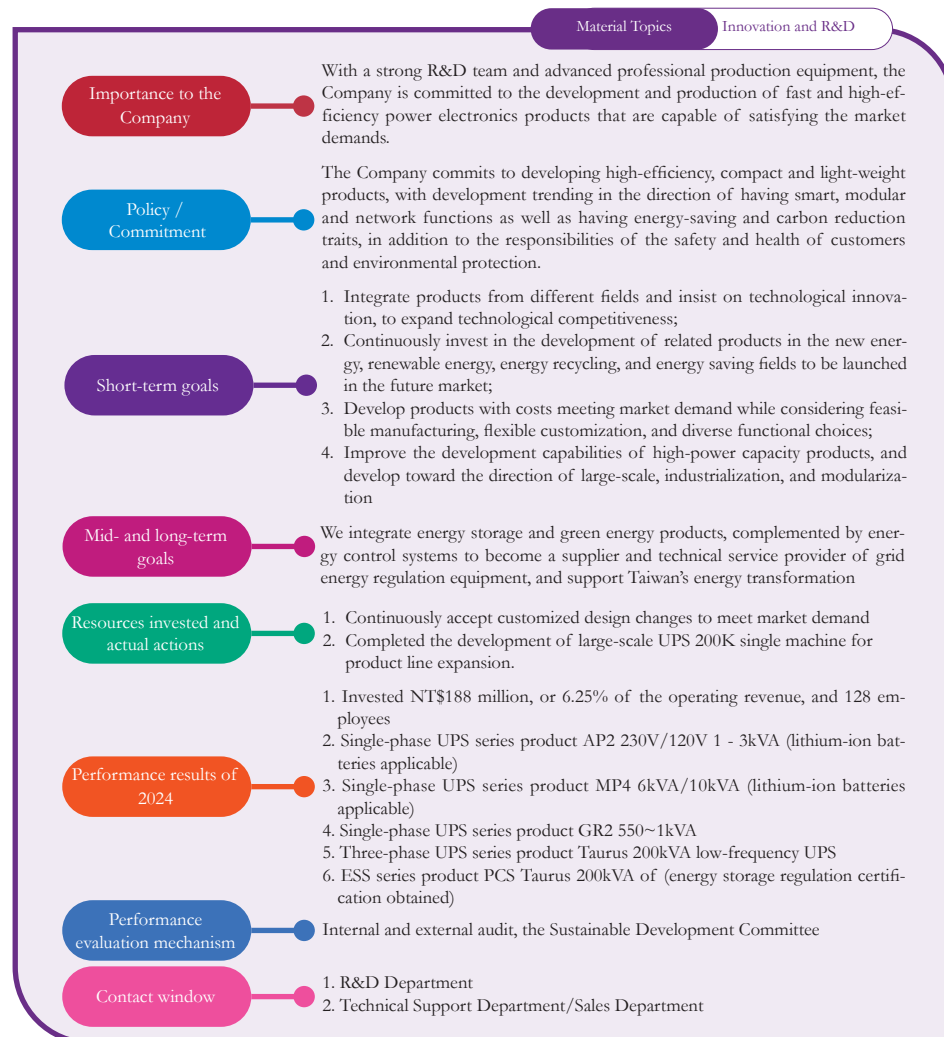 Material Topics
Innovation and R&D
Importance to the
Company
With a strong R&D team and advanced professional production equipment, the
Company is committed to the development and production of fast and high-ef-
ficiency power electronics products that are capable of satisfying the market
demands.
Policy /
Commitment
The Company commits to developing high-efficiency, compact and light-weight
products, with development trending in the direction of having smart, modular
and network functions as well as having energy-saving and carbon reduction
traits, in addition to the responsibilities of the safety and health of customers
and environmental protection.
Short-term goals
1. Integrate products from different fields and insist on technological innova-
tion, to expand technological competitiveness;
2. Continuously invest in the development of related products in the new ener-
gy, renewable energy, energy recycling, and energy saving fields to be launched
in the future market;
3. Develop products with costs meeting market demand while considering feasi-
ble manufacturing, flexible customization, and diverse functional choices;
4. Improve the development capabilities of high-power capacity products, and
develop toward the direction of large-scale, industrialization, and modulariza-
tion
Mid- and long-term
goals
We integrate energy storage and green energy products, complemented by ener-
gy control systems to become a supplier and technical service provider of grid
energy regulation equipment, and support Taiwan's energy transformation
Resources invested and
actual actions
1. Continuously accept customized design changes to meet market demand
2. Completed the development of large-scale UPS 200K single machine for
product line expansion.
Performance results of
2024
1. Invested NT$188 million, or 6.25% of the operating revenue, and 128 em-
ployees
2. Single-phase UPS series product AP2 230V/120V 1 - 3kVA (lithium-ion bat-
teries applicable)
3. Single-phase UPS series product MP4 6kVA/10kVA (lithium-ion batteries
applicable)
4. Single-phase UPS series product GR2 550~1kVA
5. Three-phase UPS series product Taurus 200kVA low-frequency UPS
6. ESS series product PCS Taurus 200kVA of (energy storage regulation certifi-
cation obtained)
Performance
evaluation mechanism
Internal and external audit, the Sustainable Development Committee
Contact window
1. R&D Department
2. Technical Support Department/Sales Department